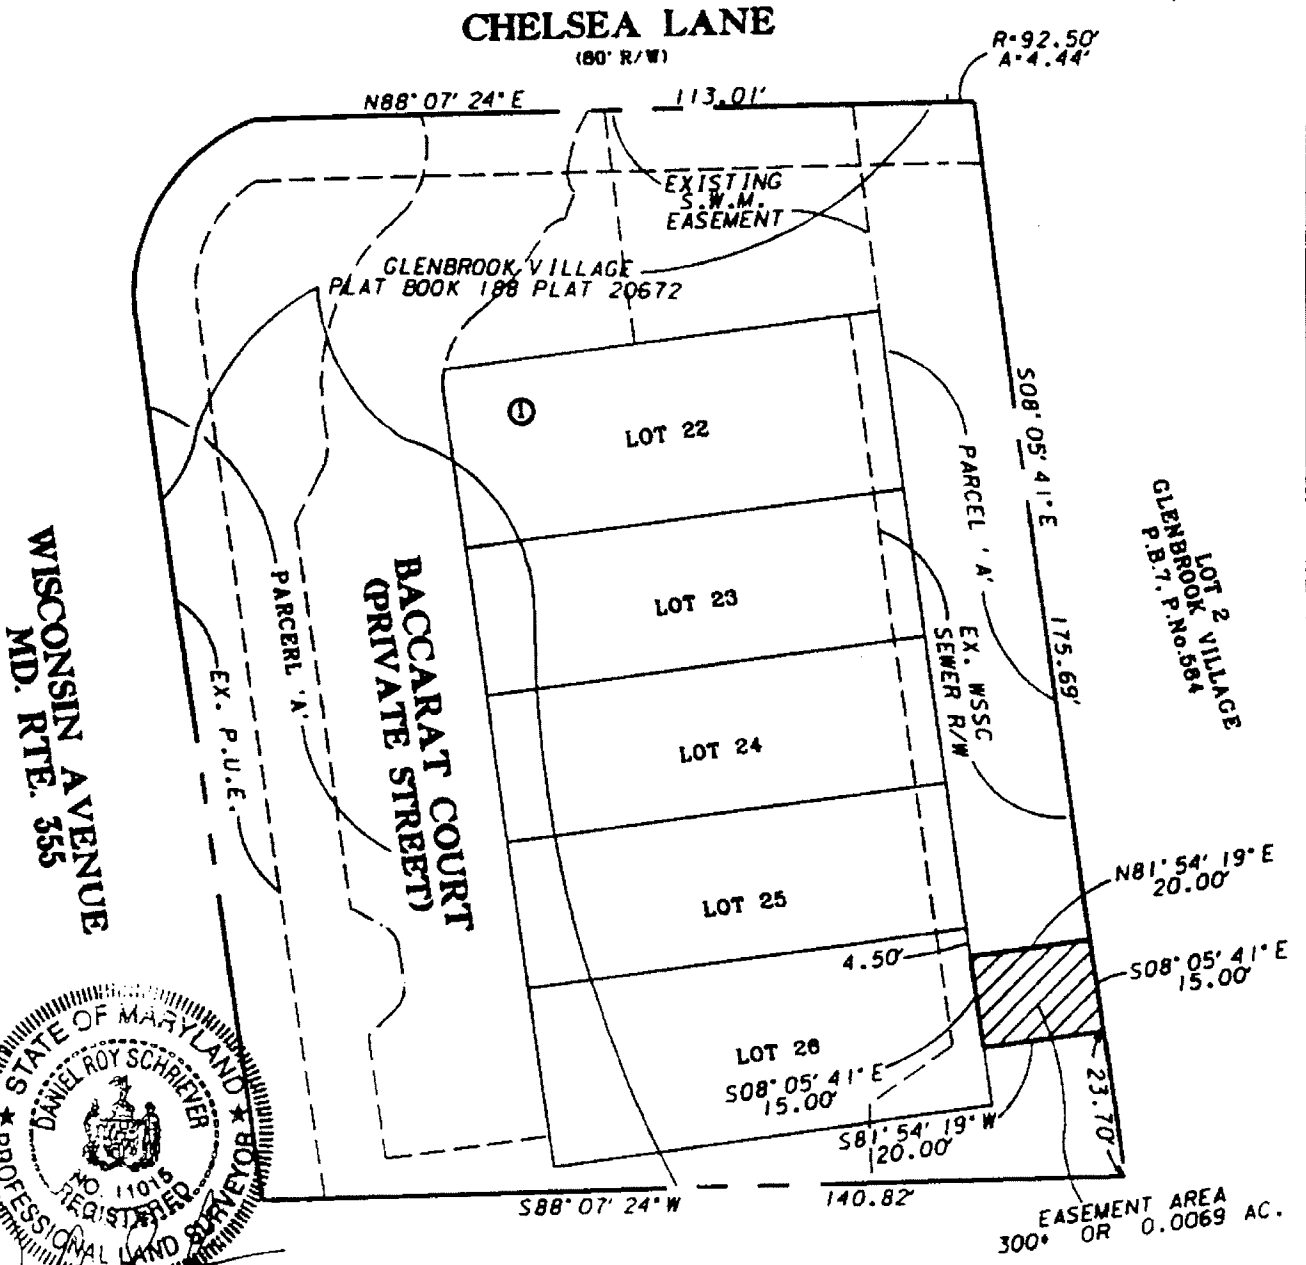 CHELSEA LANE
(80' R/W)
R=92.50'
A=4.44'
N88° 07' 24" E
113.01'
EXISTING
S.W.M.
EASEMENT
GLENBROOK VILLAGE
PLAT BOOK 188 PLAT 20672
S08° 05' 41" E
175.69'
LOT 22
1
PARCEL 'A'
LOT 2
GLENBROOK VILLAGE
P.B.7, P.No.584
WISCONSIN AVENUE
MD. RTE. 355
PARCERL 'A'
EX. P.U.E.
BACCARAT COURT
(PRIVATE STREET)
LOT 23
EX. WSSC
SEWER R/W
LOT 24
LOT 25
N81° 54' 19" E
20.00'
4.50'
S08° 05' 41" E
15.00'
LOT 26
S08° 05' 41" E
15.00'
S81° 54' 19" W
20.00'
23.70'
S88° 07' 24" W
140.82'
EASEMENT AREA
300° OR 0.0069 AC.
STATE OF MARYLAND
DANIEL ROY SCHRIEVER
NO. 11015
REGISTERED
PROFESSIONAL LAND SURVEYOR